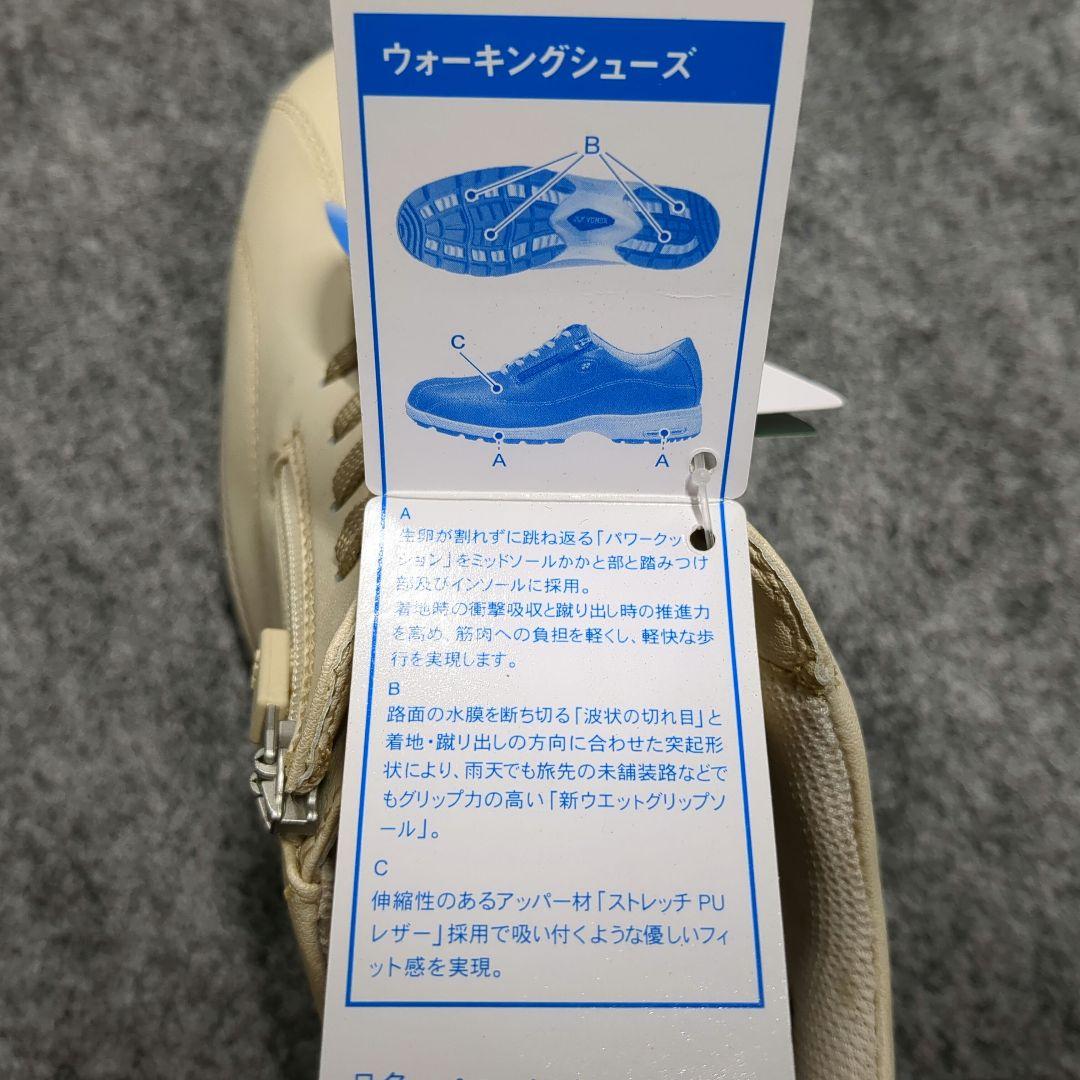 ウォーキングシューズ
B
YONEX
C
A
A
A
生卵が割れずに跳ね返る「パワークッ
ション」をミッドソールかかと部と踏みつけ
部及びインソールに採用。
着地時の衝撃吸収と蹴り出し時の推進力
を高め、筋肉への負担を軽くし、軽快な歩
行を実現します。
B
路面の水膜を断ち切る「波状の切れ目」と
着地・蹴り出しの方向に合わせた突起形
状により、雨天でも旅先の未舗装路などで
もグリップ力の高い「新ウエットグリップソ
ール」。
C
伸縮性のあるアッパー材「ストレッチ PU
レザー」採用で吸い付くような優しいフィ
ット感を実現。